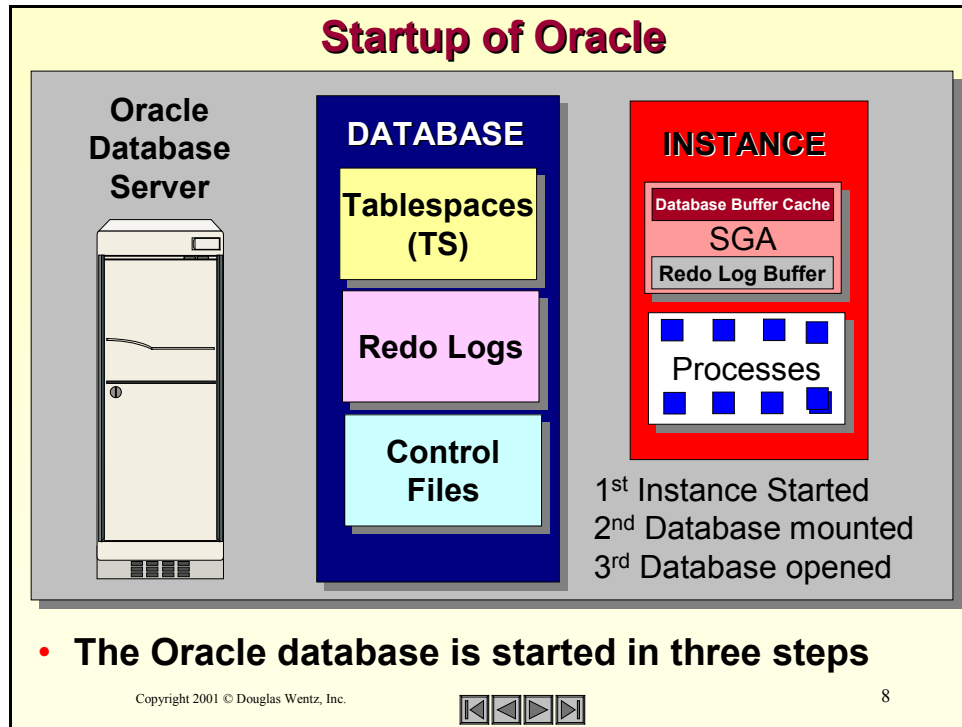 Startup of Oracle
Oracle
Database
Server
DATABASE
Tablespaces
(TS)
Redo Logs
Control
Files
INSTANCE
Database Buffer Cache
SGA
Redo Log Buffer
Processes
1st Instance Started
2nd Database mounted
3rd Database opened
• The Oracle database is started in three steps
Copyright 2001 © Douglas Wentz, Inc.
8